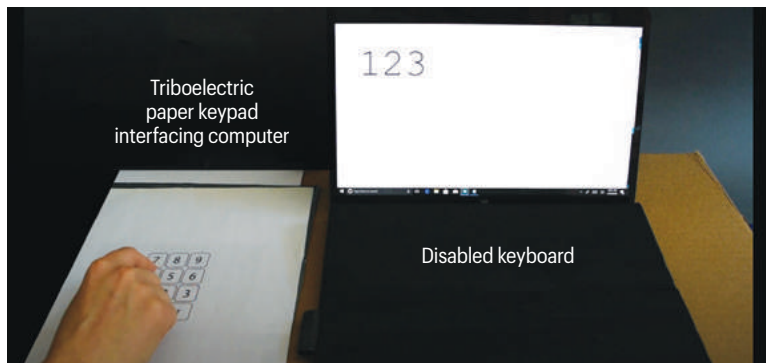 123
Triboelectric
paper keypad
interfacing computer
Disabled keyboard
7 8 9
5 6
3